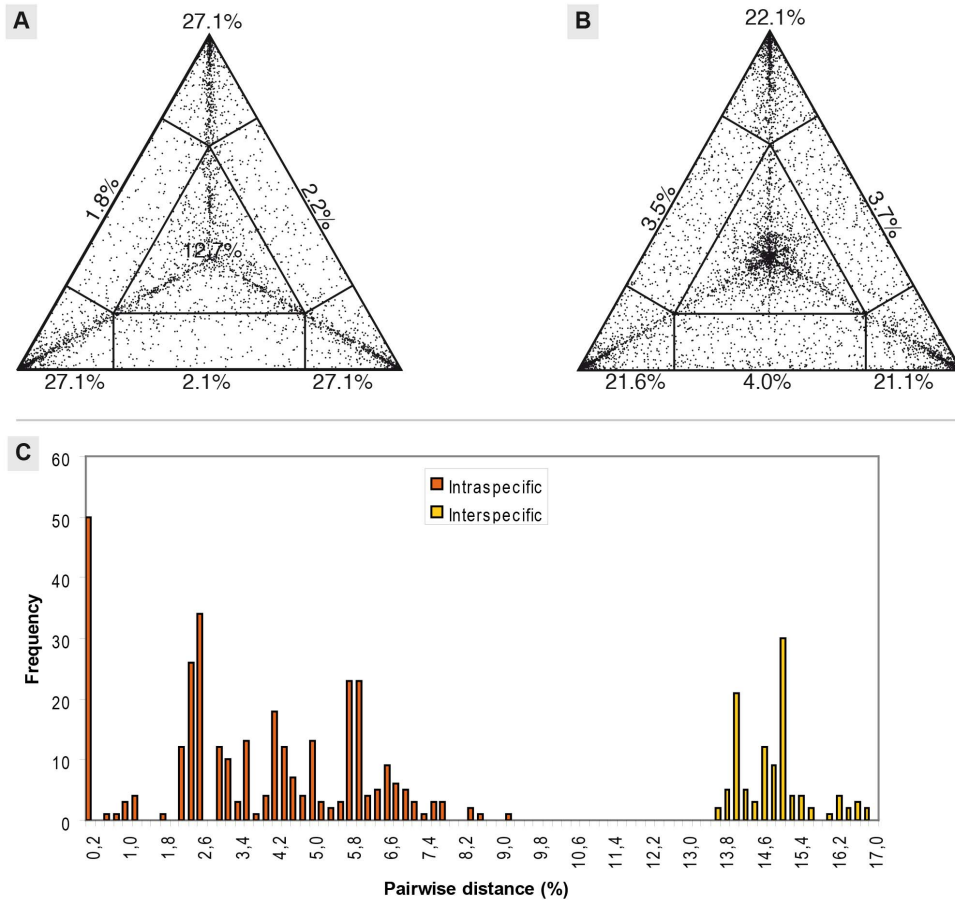 A
27.1%
1.8%
2.2%
12.7%
27.1%
2.1%
27.1%
B
22.1%
3.5%
3.7%
21.6%
4.0%
21.1%
C
Intraspecific
Interspecific
Frequency
60
50
40
30
20
10
0
0,2 1,0 1,8 2,6 3,4 4,2 5,0 5,8 6,6 7,4 8,2 9,0 9,8 10,6 11,4 12,2 13,0 13,8 14,6 15,4 16,2 17,0
Pairwise distance (%)